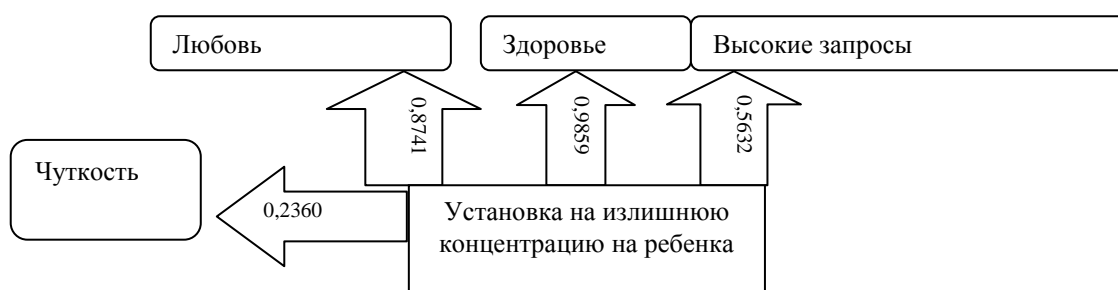 Любовь
Здоровье
Высокие запросы
0,8741
0,9859
0,5632
Чуткость
0,2360
Установка на излишнюю
концентрацию на ребенка